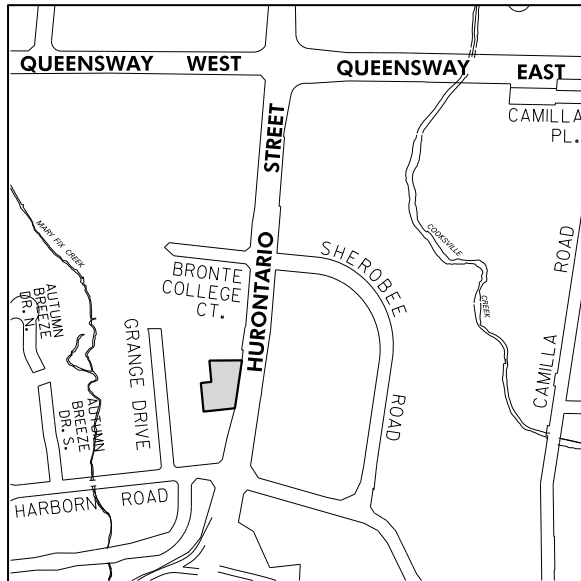 QUEENSWAY WEST
QUEENSWAY EAST
CAMILLA
PL.
HURONTARIO STREET
MARY FIX CREEK
COOKSVILLE
CREEK
SHEROBEE
ROAD
BRONTE
COLLEGE
CT.
AUTUMN
BREEZE
DR. N.
GRANGE DRIVE
AUTUMN
BREEZE
DR. S.
CAMILLA ROAD
HARBORN ROAD